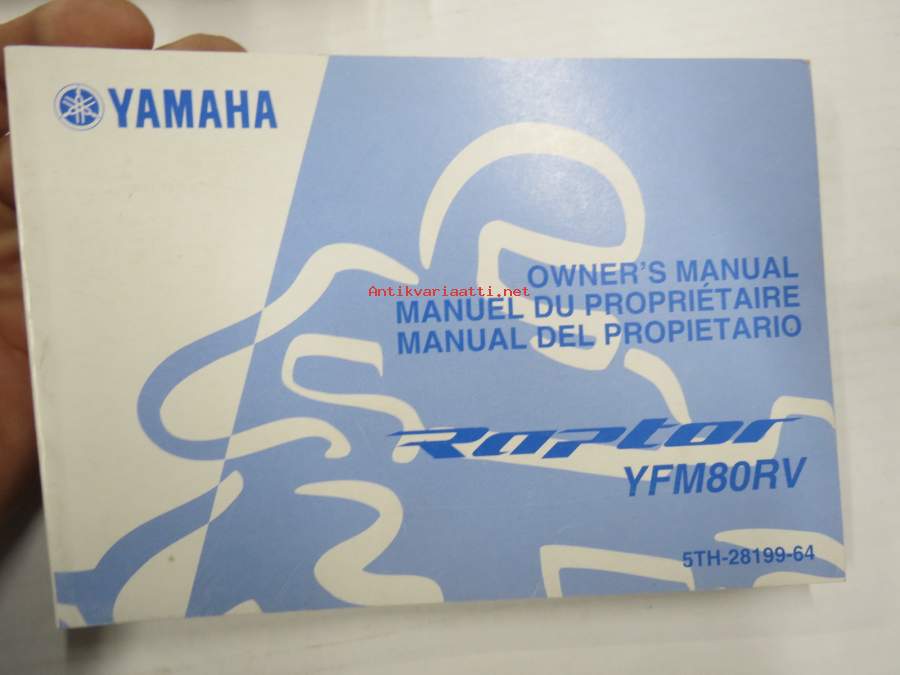 YAMAHA
OWNER'S MANUAL
Antikvariaatti.net
MANUEL DU PROPRIÉTAIRE
MANUAL DEL PROPIETARIO
Raptor
YFM80RV
5TH-28199-64